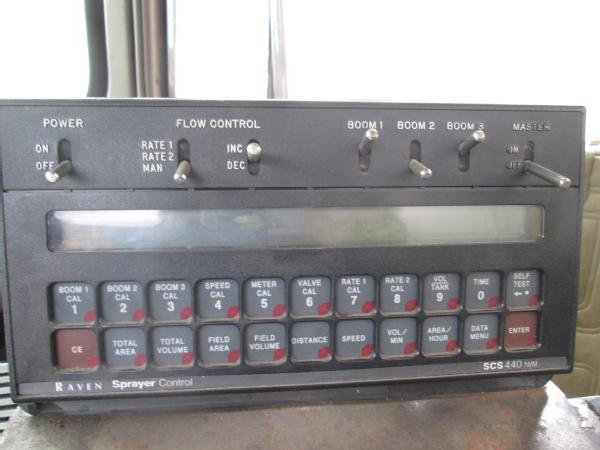 POWER FLOW CONTROL BOOM 1 BOOM 2 BOOM 3 MASTER
ON RATE 1 INC ON
RATE 2
OFF MAN DEC OFF
BOOM 1 CAL 1
BOOM 2 CAL 2
BOOM 3 CAL 3
SPEED CAL 4
METER CAL 5
VALVE CAL 6
RATE 1 CAL 7
RATE 2 CAL 8
VOL TANK 9
TIME 0
SELF TEST ←•
CE
TOTAL AREA
TOTAL VOLUME
FIELD AREA
FIELD VOLUME
DISTANCE
SPEED
VOL/ MIN
AREA/ HOUR
DATA MENU
ENTER
RAVEN Sprayer Control SCS 440 NVM